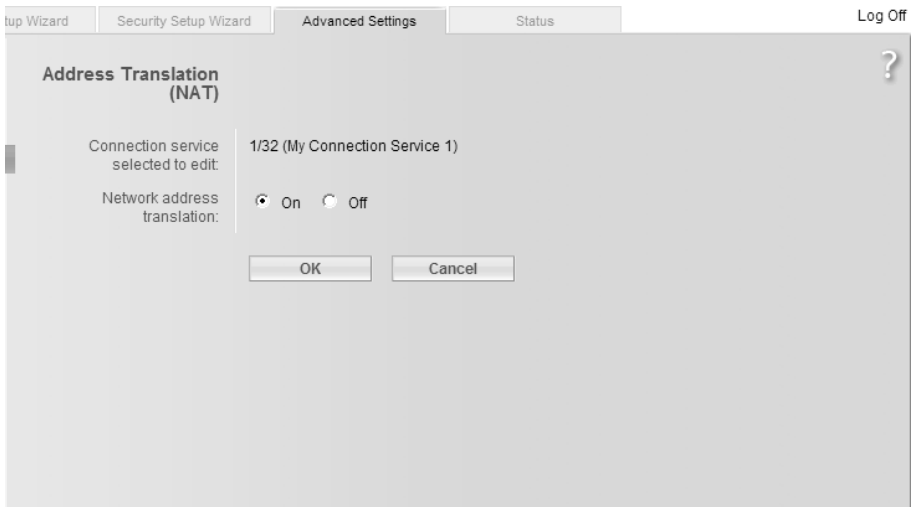 tup Wizard
Security Setup Wizard
Advanced Settings
Status
Log Off
?
Address Translation
(NAT)
Connection service
selected to edit:
1/32 (My Connection Service 1)
Network address
translation:
On
Off
OK
Cancel